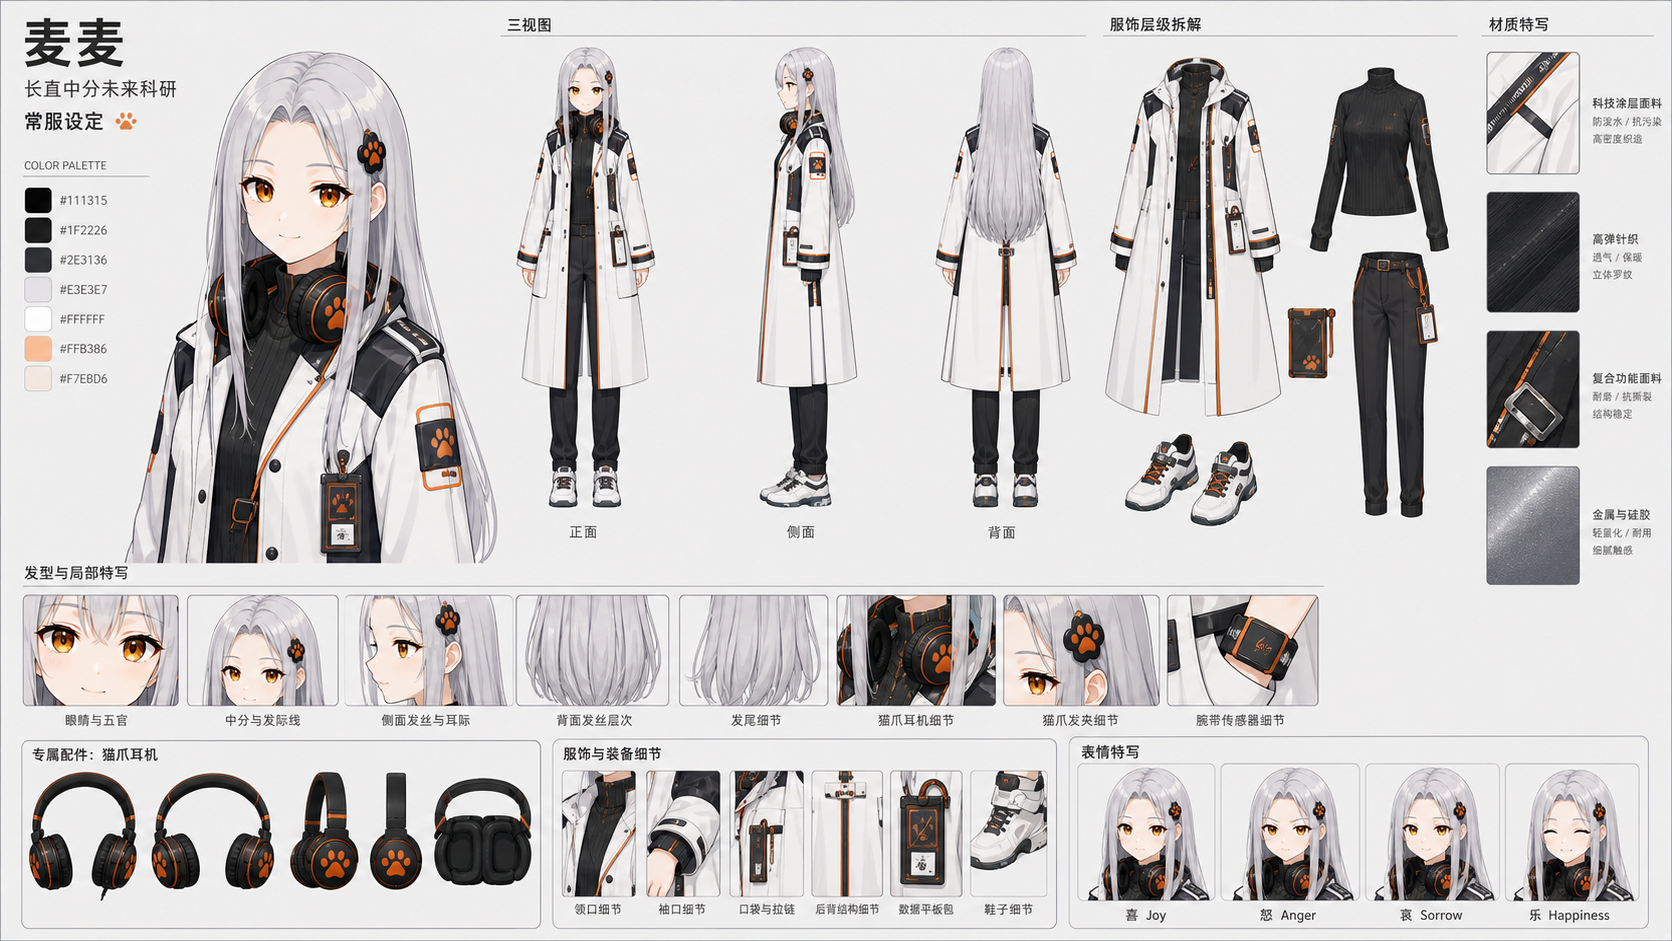 麦麦
长直中分未来科研
常服设定
COLOR PALETTE
#111315
#1F2226
#2E3136
#E3E3E7
#FFFFFF
#FFB386
#F7EBD6
三视图
正面
侧面
背面
服饰层级拆解
材质特写
科技涂层面料
防泼水 / 抗污染
高密度织造
高弹针织
透气 / 保暖
立体罗纹
复合功能面料
耐磨 / 抗撕裂
结构稳定
金属与硅胶
轻量化 / 耐用
细腻触感
发型与局部特写
眼睛与五官
中分与发际线
侧面发丝与耳际
背面发丝层次
发尾细节
猫爪耳机细节
猫爪发夹细节
腕带传感器细节
专属配件：猫爪耳机
服饰与装备细节
领口细节
袖口细节
口袋与拉链
后背结构细节
数据平板包
鞋子细节
表情特写
喜 Joy
怒 Anger
哀 Sorrow
乐 Happiness